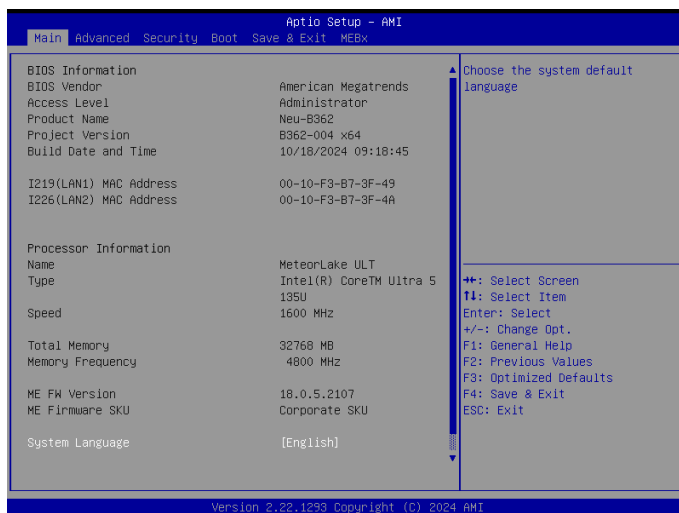 Aptio Setup – AMI
Main Advanced Security Boot Save & Exit MEBx
BIOS Information
BIOS Vendor American Megatrends
Access Level Administrator
Product Name Neu-B362
Project Version B362-004 x64
Build Date and Time 10/18/2024 09:18:45
I219(LAN1) MAC Address 00-10-F3-B7-3F-49
I226(LAN2) MAC Address 00-10-F3-B7-3F-4A
Processor Information
Name MeteorLake ULT
Type Intel(R) CoreTM Ultra 5
135U
Speed 1600 MHz
Total Memory 32768 MB
Memory Frequency 4800 MHz
ME FW Version 18.0.5.2107
ME Firmware SKU Corporate SKU
System Language [English]
Choose the system default
language
→←: Select Screen
↑↓: Select Item
Enter: Select
+/-: Change Opt.
F1: General Help
F2: Previous Values
F3: Optimized Defaults
F4: Save & Exit
ESC: Exit
Version 2.22.1293 Copyright (C) 2024 AMI